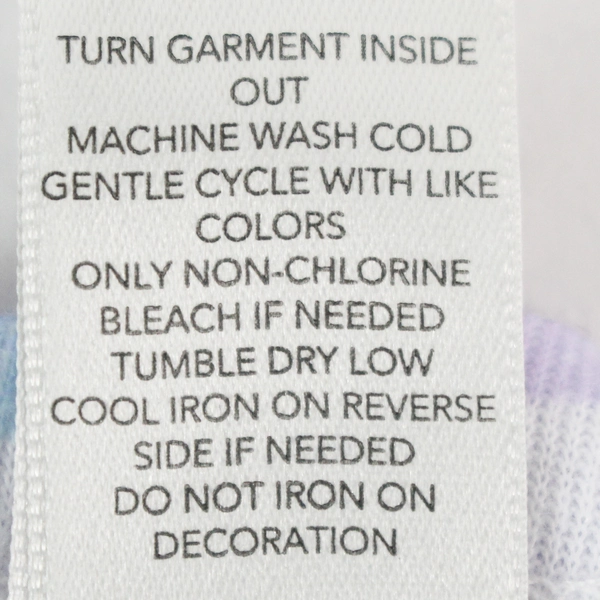 TURN GARMENT INSIDE
OUT
MACHINE WASH COLD
GENTLE CYCLE WITH LIKE
COLORS
ONLY NON-CHLORINE
BLEACH IF NEEDED
TUMBLE DRY LOW
COOL IRON ON REVERSE
SIDE IF NEEDED
DO NOT IRON ON
DECORATION